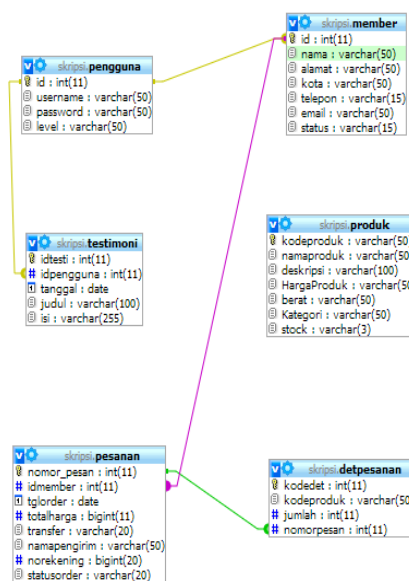 skripsi.member
id : int(11)
nama : varchar(50)
alamat : varchar(50)
kota : varchar(50)
telepon : varchar(15)
email : varchar(50)
status : varchar(15)
skripsi.pengguna
id : int(11)
username : varchar(50)
password : varchar(50)
level : varchar(50)
skripsi.testimoni
idtesti : int(11)
idpengguna : int(11)
tanggal : date
judul : varchar(100)
isi : varchar(255)
skripsi.produk
kodeproduk : varchar(50
namaproduk : varchar(50
deskripsi : varchar(100)
HargaProduk : varchar(50
berat : varchar(50)
Kategori : varchar(50)
stock : varchar(3)
skripsi.pesanan
nomor_pesan : int(11)
idmember : int(11)
tglorder : date
totalharga : bigint(11)
transfer : varchar(20)
namapengirim : varchar(50)
norekening : bigint(20)
statusorder : varchar(20)
skripsi.detpesanan
kodedet : int(11)
kodeproduk : varchar(50
jumlah : int(11)
nomorpesan : int(11)